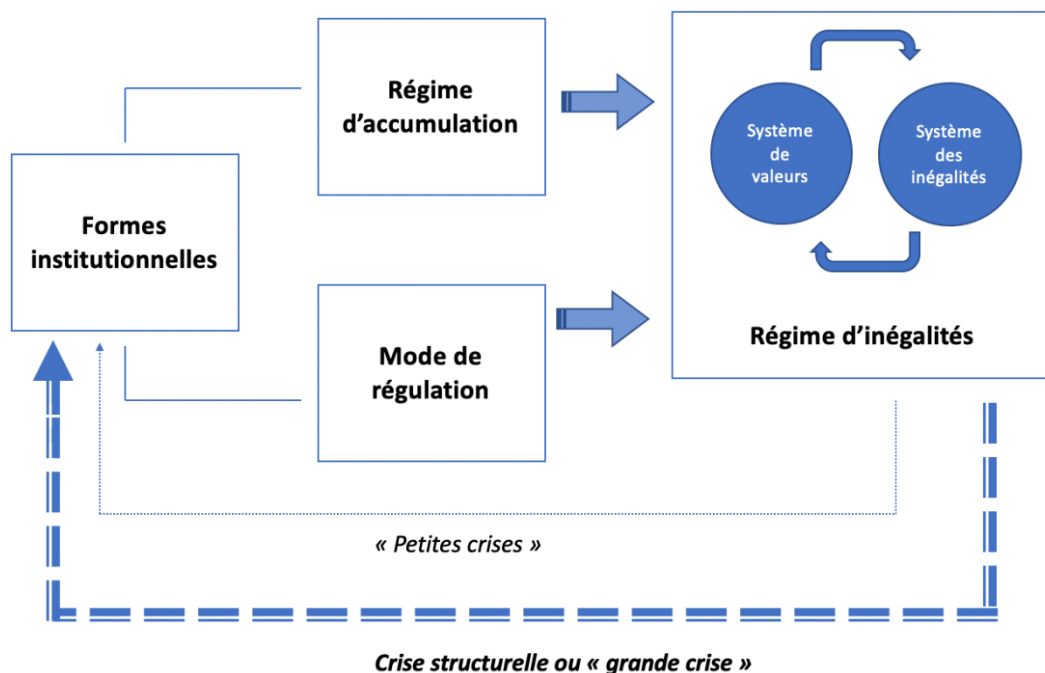 Régime
d'accumulation
Système
de
valeurs
Système
des
inégalités
Formes
institutionnelles
Mode de
régulation
Régime d'inégalités
« Petites crises »
Crise structurelle ou « grande crise »